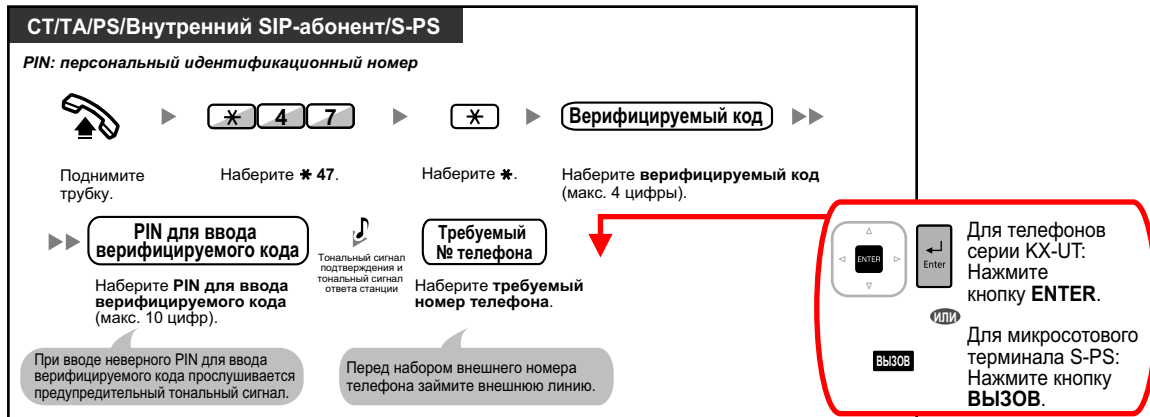 СТ/ТА/PS/Внутренний SIP-абонент/S-PS
PIN: персональный идентификационный номер
* 4 7
*
Верифицируемый код
Поднимите
трубку.
Наберите * 47.
Наберите *.
Наберите верифицируемый код
(макс. 4 цифры).
PIN для ввода
верифицируемого кода
Тональный сигнал
подтверждения и
тональный сигнал
ответа станции
Требуемый
№ телефона
Наберите PIN для ввода
верифицируемого кода
(макс. 10 цифр).
Наберите требуемый
номер телефона.
При вводе неверного PIN для ввода
верифицируемого кода прослушивается
предупредительный тональный сигнал.
Перед набором внешнего номера
телефона займите внешнюю линию.
ENTER
Enter
Для телефонов
серии KX-UT:
Нажмите
кнопку ENTER.
ИЛИ
ВЫЗОВ
Для микросотового
терминала S-PS:
Нажмите кнопку
ВЫЗОВ.